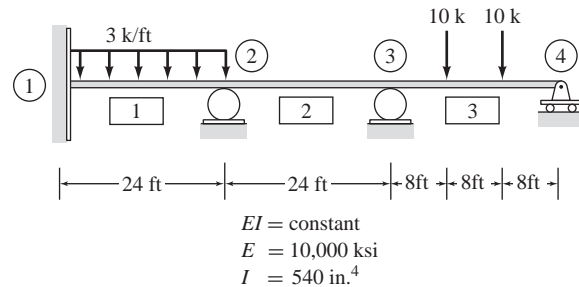 10 k 10 k
3 k/ft
1 2 3 4
1 2 3
24 ft 24 ft 8ft 8ft 8ft
EI = constant
E = 10,000 ksi
I = 540 in.⁴